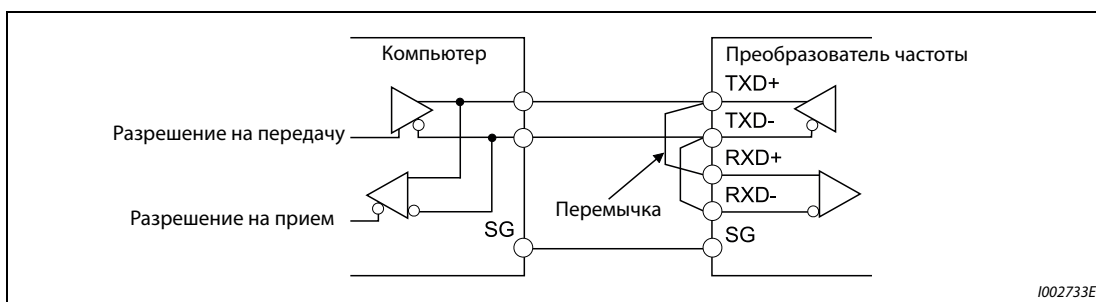 Компьютер
Преобразователь частоты
TXD+
TXD-
RXD+
RXD-
SG
Разрешение на передачу
Разрешение на прием
SG
Перемычка
I002733E